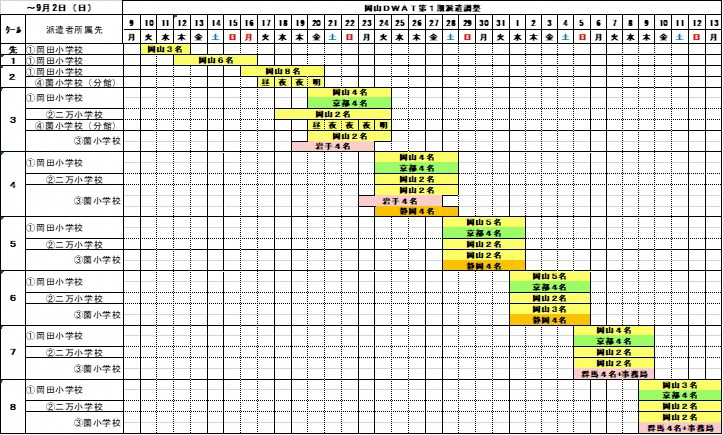 ～9月2日（日） 岡山DWAT第１期派遣調整
ｸｰﾙ 派遣者所属先 9 10 11 12 13 14 15 16 17 18 19 20 21 22 23 24 25 26 27 28 29 30 31 1 2 3 4 5 6 7 8 9 10 11 12 13
月 火 水 木 金 土 日 月 火 水 木 金 土 日 月 火 水 木 金 土 日 月 火 水 木 金 土 日 月 火 水 木 金 土 日 月
先 ①岡田小学校 岡山３名
1 ①岡田小学校 岡山６名
2 ①岡田小学校 岡山８名
④薗小学校（分館） 昼 夜 夜 明
3 ①岡田小学校 岡山４名
京都４名
②二万小学校 岡山２名
④薗小学校（分館） 昼 夜 夜 夜 明
③薗小学校 岡山２名
岩手４名
4 ①岡田小学校 岡山４名
京都４名
②二万小学校 岡山２名
③薗小学校 岡山２名
岩手４名
静岡４名
5 ①岡田小学校 岡山５名
京都４名
②二万小学校 岡山２名
③薗小学校 岡山２名
静岡４名
6 ①岡田小学校 岡山５名
京都４名
②二万小学校 岡山２名
③薗小学校 岡山３名
静岡４名
7 ①岡田小学校 岡山４名
京都４名
②二万小学校 岡山２名
③薗小学校 岡山２名
群馬４名+事務局
8 ①岡田小学校 岡山３名
京都４名
②二万小学校 岡山２名
③薗小学校 岡山２名
群馬４名+事務局